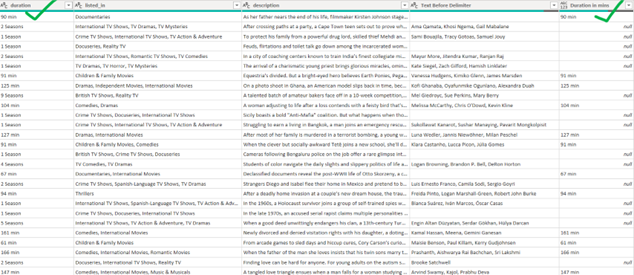 duration listed_in description Text Before Delimiter Duration in mins
90 min Documentaries As her father nears the end of his life, filmmaker Kirsten Johnson stage... 90 min
2 Seasons International TV Shows, TV Dramas, TV Mysteries After crossing paths at a party, a Cape Town teen sets out to prove wh... Ama Qamata, Khosi Ngema, Gail Mabalane null
1 Season Crime TV Shows, International TV Shows, TV Action & Adventure To protect his family from a powerful drug lord, skilled thief Mehdi an... Sami Bouajila, Tracy Gotoas, Samuel Jouy null
1 Season Docuseries, Reality TV Feuds, flirtations and toilet talk go down among the incarcerated wom... null
2 Seasons International TV Shows, Romantic TV Shows, TV Comedies In a city of coaching centers known to train India's finest collegiate mi... Mayur More, Jitendra Kumar, Ranjan Raj null
1 Season TV Dramas, TV Horror, TV Mysteries The arrival of a charismatic young priest brings glorious miracles, omin... Kate Siegel, Zach Gilford, Hamish Linklater null
91 min Children & Family Movies Equestria's divided. But a bright-eyed hero believes Earth Ponies, Pega... Vanessa Hudgens, Kimiko Glenn, James Marsden 91 min
125 min Dramas, Independent Movies, International Movies On a photo shoot in Ghana, an American model slips back in time, bec... Kofi Ghanaba, Oyafunmike Ogunlano, Alexandra Duah 125 min
9 Seasons British TV Shows, Reality TV A talented batch of amateur bakers face off in a 10-week competition,... Mel Giedroyc, Sue Perkins, Mary Berry null
104 min Comedies, Dramas A woman adjusting to life after a loss contends with a feisty bird that's... Melissa McCarthy, Chris O'Dowd, Kevin Kline 104 min
1 Season Crime TV Shows, Docuseries, International TV Shows Sicily boasts a bold "Anti-Mafia" coalition. But what happens when tho... null
1 Season Crime TV Shows, International TV Shows, TV Action & Adventure Struggling to earn a living in Bangkok, a man joins an emergency rescu... Sukollawat Kanarot, Sushar Manaying, Pavarit Mongkolpisit null
127 min Dramas, International Movies After most of her family is murdered in a terrorist bombing, a young w... Luna Wedler, Jannis Niewöhner, Milan Peschel 127 min
91 min Children & Family Movies, Comedies When the clever but socially awkward Tetê joins a new school, she'll d... Klara Castanho, Lucca Picon, Júlia Gomes 91 min
1 Season British TV Shows, Crime TV Shows, Docuseries Cameras following Bengaluru police on the job offer a rare glimpse int... null
4 Seasons TV Comedies, TV Dramas Students of color navigate the daily slights and slippery politics of life a... Logan Browning, Brandon P. Bell, DeRon Horton null
67 min Documentaries, International Movies Declassified documents reveal the post-WWII life of Otto Skorzeny, a c... 67 min
2 Seasons Crime TV Shows, Spanish-Language TV Shows, TV Dramas Strangers Diego and Isabel flee their home in Mexico and pretend to b... Luis Ernesto Franco, Camila Sodi, Sergio Goyri null
94 min Thrillers After a deadly home invasion at a couple's new dream house, the trau... Freida Pinto, Logan Marshall-Green, Robert John Burke 94 min
1 Season International TV Shows, Spanish-Language TV Shows In the 1960s, a Holocaust survivor joins a group of self-trained spies w... Blanca Suárez, Iván Marcos, Óscar Casas null
1 Season Crime TV Shows, Docuseries, International TV Shows In the late 1970s, an accused serial rapist claims multiple personalities ... null
2 Seasons International TV Shows, TV Action & Adventure, TV Dramas When a good deed unwittingly endangers his clan, a 13th-century Turk... Engin Altan Düzyatan, Serdar Gökhan, Hülya Darcan null
161 min Comedies, International Movies Newly divorced and denied visitation rights with his daughter, a doting... Kamal Hassan, Meena, Gemini Ganesan 161 min
61 min Children & Family Movies From arcade games to sled days and hiccup cures, Cory Carson's curio... Maisie Benson, Paul Killam, Kerry Gudjohnsen 61 min
166 min Comedies, International Movies, Romantic Movies When the father of the man she loves insists that his twin sons marry t... Prashanth, Aishwarya Rai Bachchan, Sri Lakshmi 166 min
2 Seasons Docuseries, International TV Shows, Reality TV Finding love can be hard for anyone. For young adults on the autism s... Brooke Satchwell null
147 min Dramas, International Movies, Music & Musicals A tangled love triangle ensues when a man falls for a woman studying ... Arvind Swamy, Kajol, Prabhu Deva 147 min